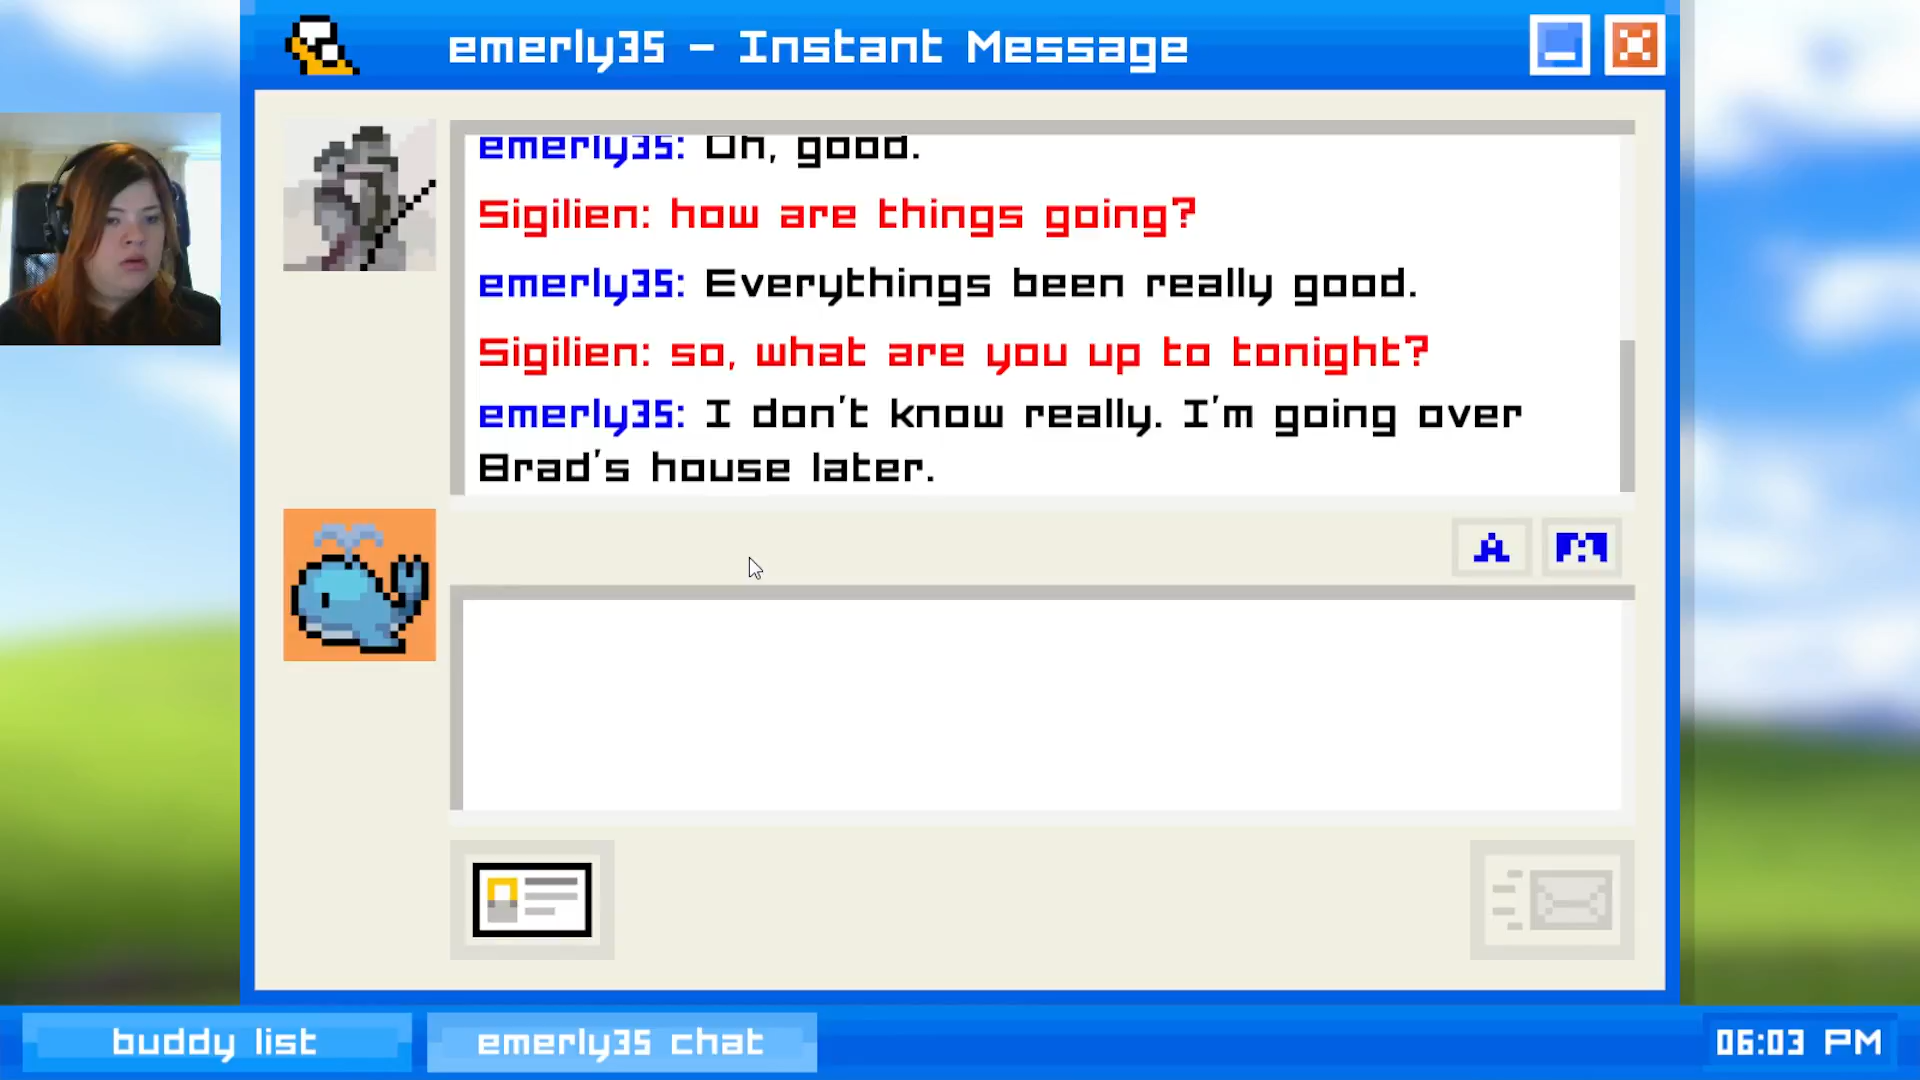 emerly35 – Instant Message
emerly35: Oh, good.
Sigilien: how are things going?
emerly35: Everythings been really good.
Sigilien: so, what are you up to tonight?
emerly35: I don't know really. I'm going over
Brad's house later.
A
buddy list
emerly35 chat
06:03 PM